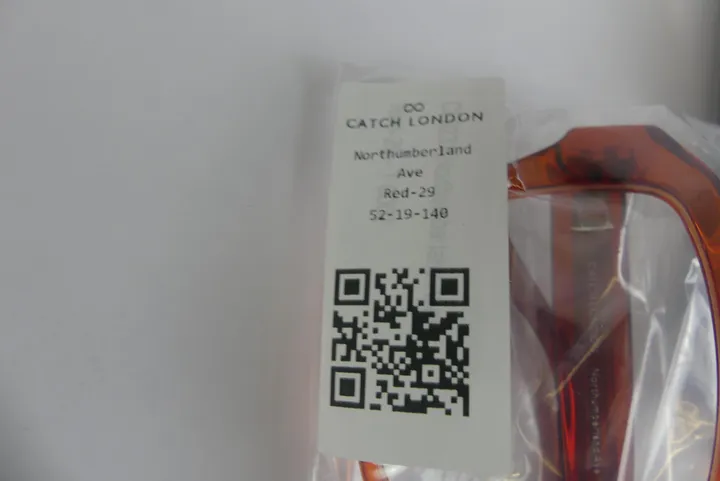 CATCH LONDON
Northumberland
Ave
Red-29
52-19-140